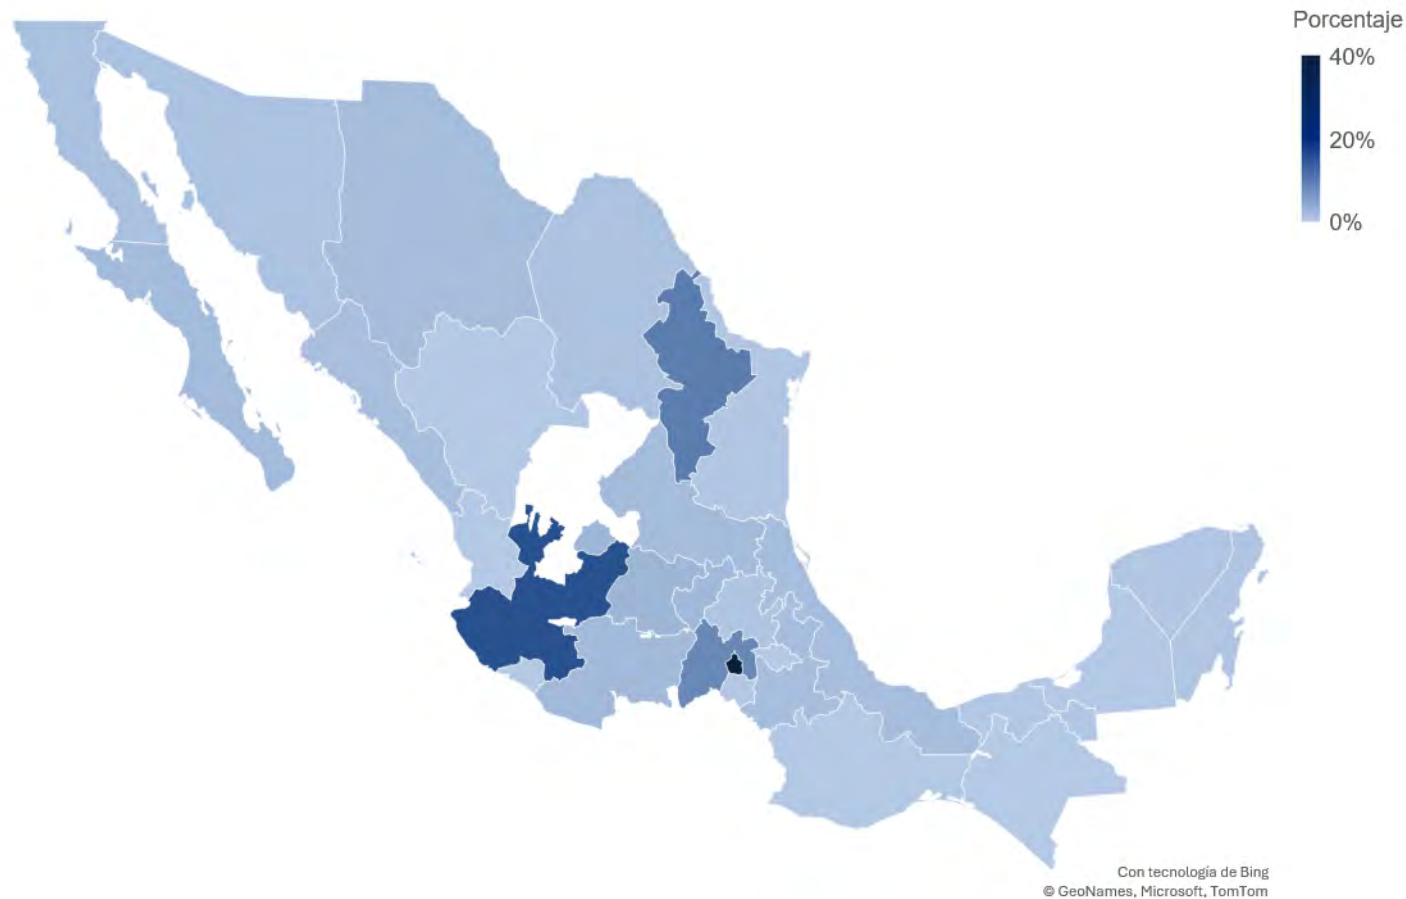 Porcentaje
40%
20%
0%
Con tecnología de Bing
© GeoNames, Microsoft, TomTom